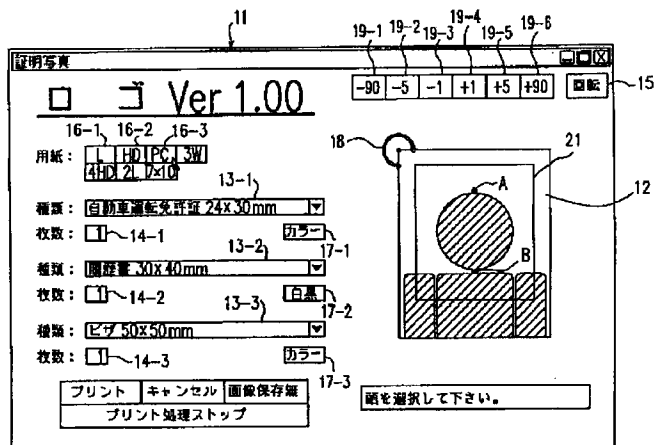 11
19-1 19-2 19-3 19-4 19-5 19-6
証明写真
ロゴ Ver 1.00
-90 -5 -1 +1 +5 +90 回転 15
16-1 16-2 16-3
用紙： L HD PC 3W
4HD 2L 7×10
18 21 12
A
B
13-1
種類： 自動車運転免許証 24×30mm
枚数： 1 14-1 カラー 17-1
13-2
種類： 履歴書 30×40mm
枚数： 1 14-2 白黒 17-2
13-3
種類： ビザ 50×50mm
枚数： 1 14-3 カラー 17-3
プリント キャンセル 画像保存無
プリント処理ストップ
顔を選択して下さい。